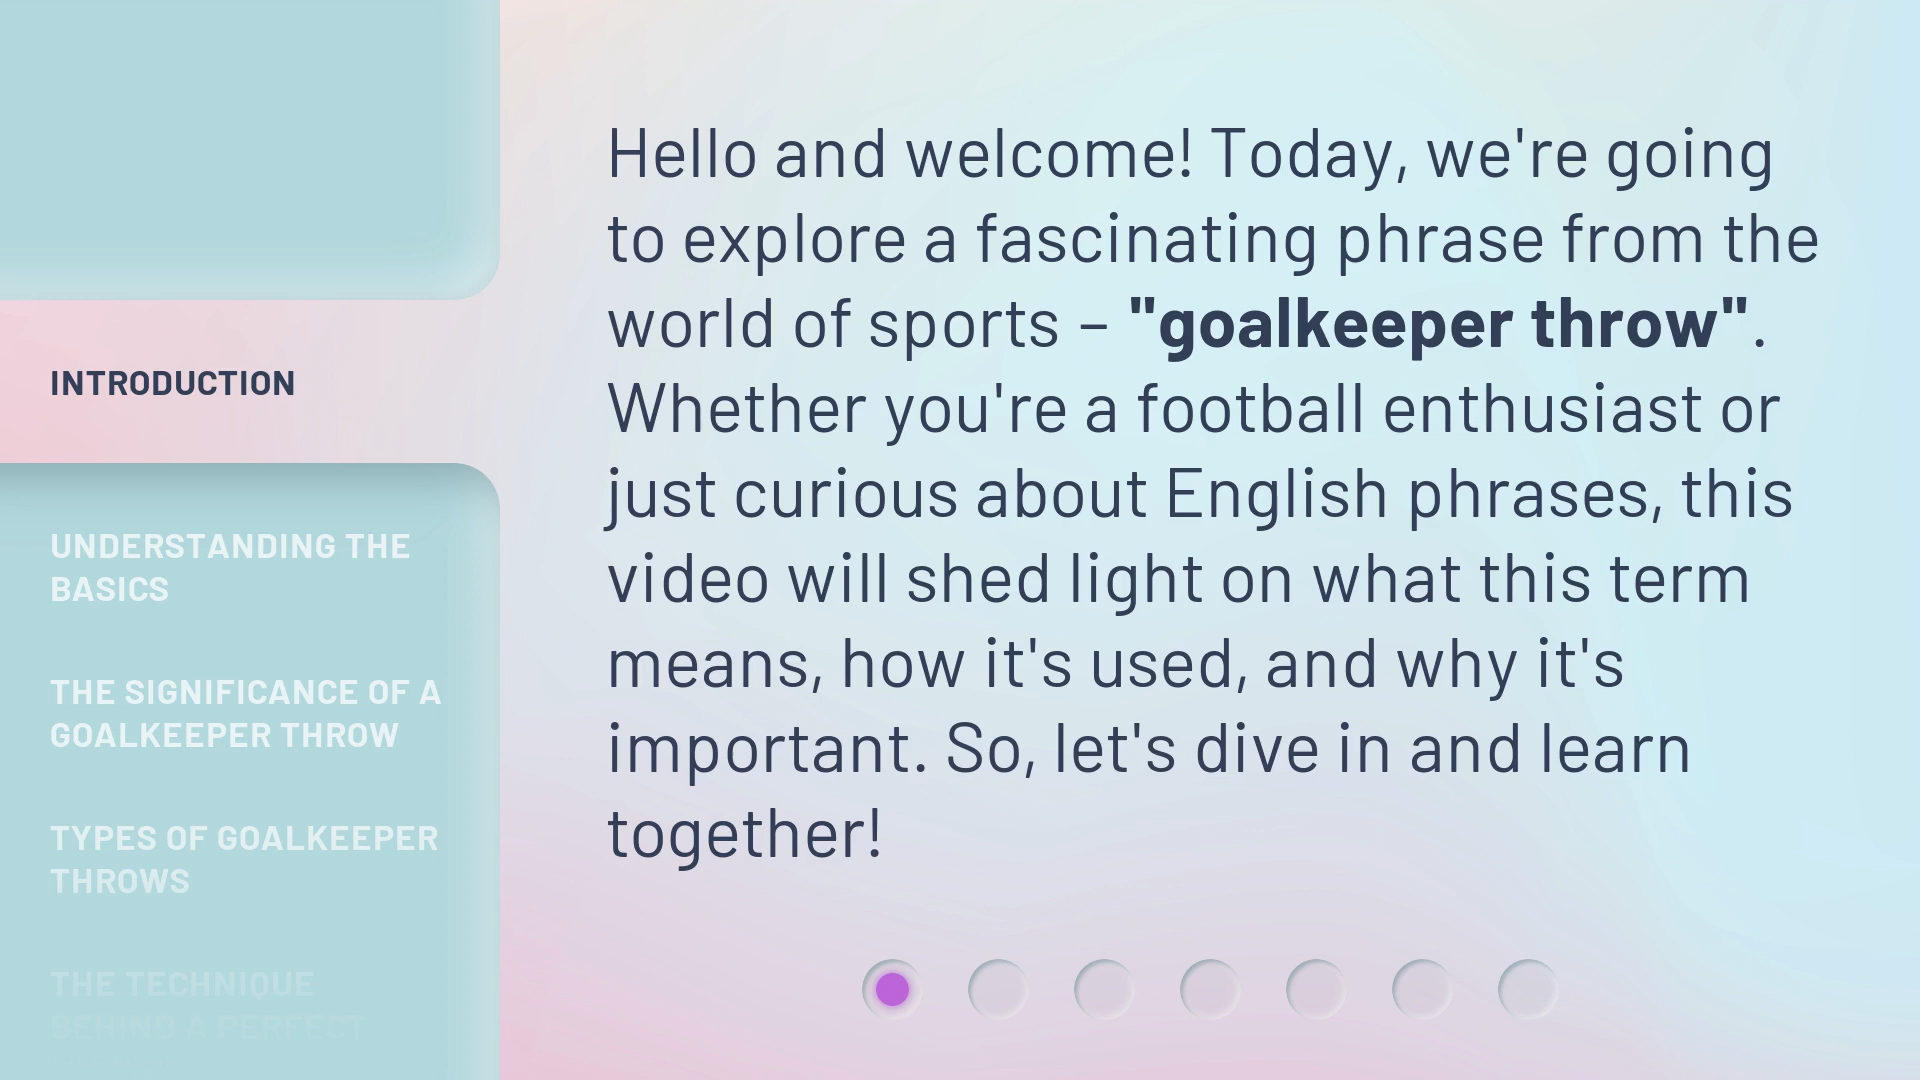 INTRODUCTION
UNDERSTANDING THE
BASICS
THE SIGNIFICANCE OF A
GOALKEEPER THROW
TYPES OF GOALKEEPER
THROWS
THE TECHNIQUE
BEHIND A PERFECT
Hello and welcome! Today, we're going
to explore a fascinating phrase from the
world of sports – "goalkeeper throw".
Whether you're a football enthusiast or
just curious about English phrases, this
video will shed light on what this term
means, how it's used, and why it's
important. So, let's dive in and learn
together!